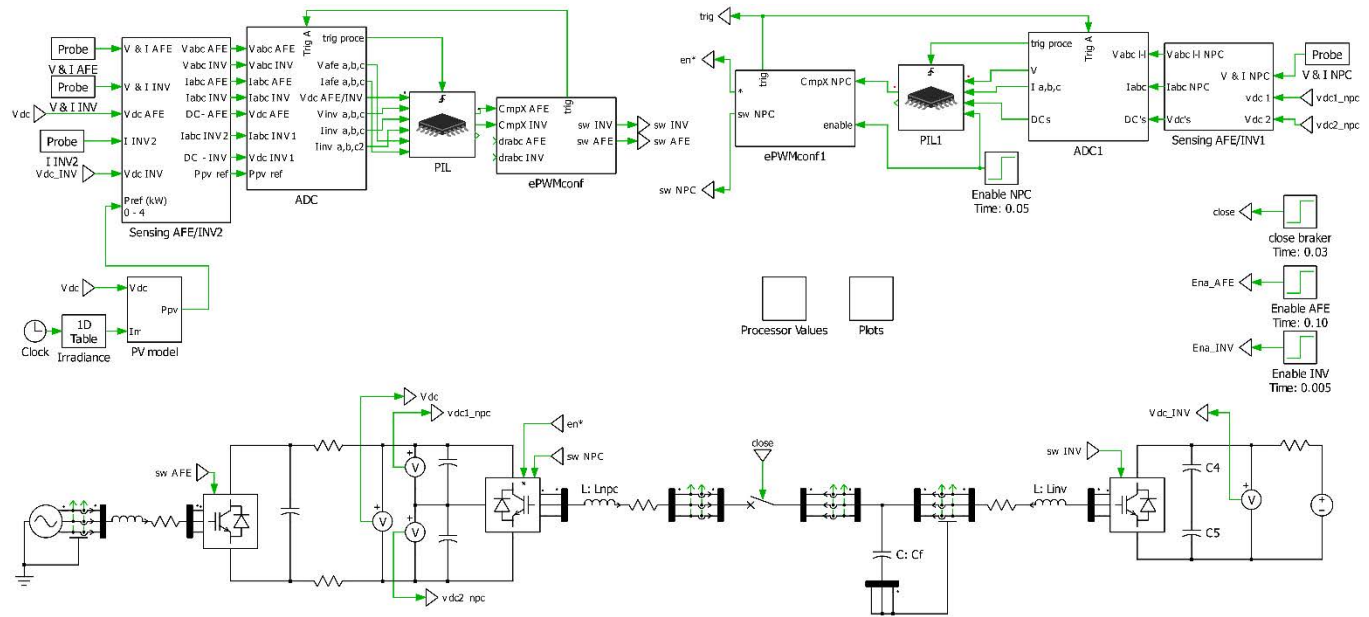 Probe
V & I AFE
Probe
V & I INV
Vdc
Probe
I INV2
Vdc_INV
V & I AFE
V & I INV
Vdc AFE
I INV2
Vdc INV
Pref (kW)
0 - 4
Vabc AFE
Vabc INV
Iabc AFE
Iabc INV
DC- AFE
Iabc INV2
DC - INV
Ppv ref
Sensing AFE/INV2
Trig A
Vabc AFE
Vabc INV
Iabc AFE
Iabc INV
Vdc AFE
Iabc INV1
Vdc INV1
Ppv ref
trig proce
Vafe a,b,c
Iafe a,b,c
Vdc AFE/INV
Vinv a,b,c
Iinv a,b,c
Iinv a,b,c2
ADC
PIL
trig
CmpX AFE
CmpX INV
drabc AFE
drabc INV
sw INV
sw AFE
ePWMconf
sw INV
sw AFE
trig
en*
sw NPC
trig
*
sw NPC
CmpX NPC
enable
ePWMconf1
PIL1
Enable NPC
Time: 0.05
Trig A
trig proce
V
I a,b,c
DC s
Vabc l-l
Iabc
DC's
ADC1
Vabc l-l NPC
Iabc NPC
Vdc's
V & I NPC
vdc 1
Vdc 2
Sensing AFE/INV1
Probe
V & I NPC
vdc1_npc
vdc2_npc
close
close braker
Time: 0.03
Ena_AFE
Enable AFE
Time: 0.10
Ena_INV
Enable INV
Time: 0.005
Vdc
Vdc
Irr
Ppv
PV model
Clock
1D
Table
Irradiance
Processor Values
Plots
sw AFE
Vdc
vdc1_npc
vdc2_npc
V
V
V
en*
sw NPC
L: Lnpc
close
C: Cf
L: Linv
sw INV
Vdc_INV
C4
C5
V